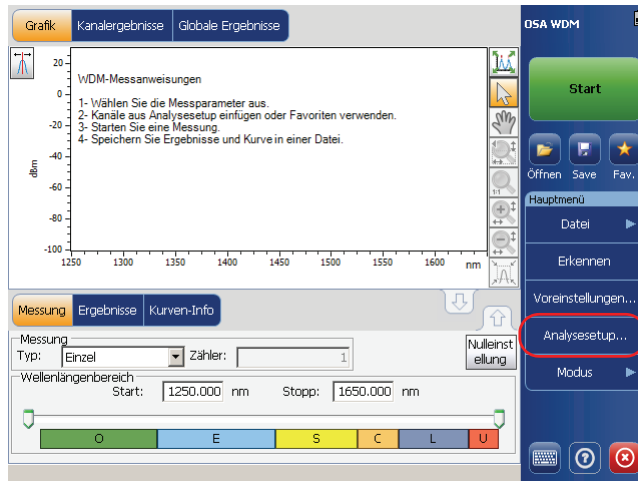 Grafik Kanalergebnisse Globale Ergebnisse
OSA WDM
20
0
-20
-40
-60
-80
-100
dBm
WDM-Messanweisungen
1- Wählen Sie die Messparameter aus.
2- Kanäle aus Analysesetup einfügen oder Favoriten verwenden.
3- Starten Sie eine Messung.
4- Speichern Sie Ergebnisse und Kurve in einer Datei.
1250 1300 1350 1400 1450 1500 1550 1600 nm
1:1
Start
Öffnen Save Fav.
Hauptmenü
Datei
Erkennen
Voreinstellungen...
Analysesetup...
Modus
Messung Ergebnisse Kurven-Info
Messung
Typ: Einzel Zähler: 1
Nulleinst
ellung
Wellenlängenbereich
Start: 1250.000 nm Stopp: 1650.000 nm
O E S C L U